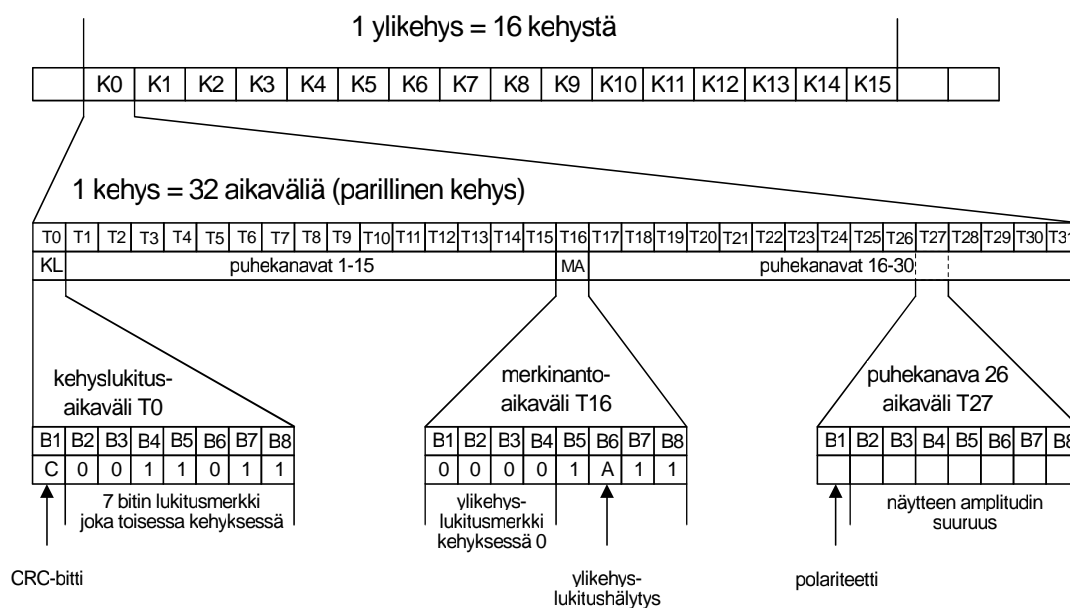 1 ylikehys = 16 kehystä
K0 K1 K2 K3 K4 K5 K6 K7 K8 K9 K10 K11 K12 K13 K14 K15
1 kehys = 32 aikaväliä (parillinen kehys)
T0 T1 T2 T3 T4 T5 T6 T7 T8 T9 T10 T11 T12 T13 T14 T15 T16 T17 T18 T19 T20 T21 T22 T23 T24 T25 T26 T27 T28 T29 T30 T31
KL puhekanavat 1-15 MA puhekanavat 16-30
kehyslukitus-
aikaväli T0
B1 B2 B3 B4 B5 B6 B7 B8
C 0 0 1 1 0 1 1
7 bitin lukitusmerkki
joka toisessa kehyksessä
CRC-bitti
merkinanto-
aikaväli T16
B1 B2 B3 B4 B5 B6 B7 B8
0 0 0 0 1 A 1 1
ylikehys-
lukitusmerkki
kehyksessä 0
ylikehys-
lukitushälytys
puhekanava 26
aikaväli T27
B1 B2 B3 B4 B5 B6 B7 B8
näytteen amplitudin
suuruus
polariteetti